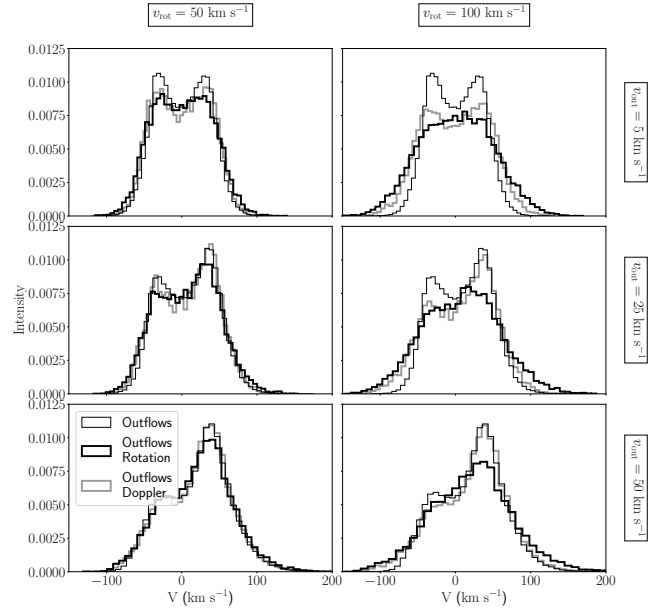 v_rot = 50 km s⁻¹
v_rot = 100 km s⁻¹
0.0125
0.0100
0.0075
0.0050
0.0025
0.0000
v_out = 5 km s⁻¹
0.0125
0.0100
0.0075
0.0050
0.0025
0.0000
Intensity
v_out = 25 km s⁻¹
0.0125
0.0100
0.0075
0.0050
0.0025
0.0000
Outflows
Outflows
Rotation
Outflows
Doppler
v_out = 50 km s⁻¹
−100 0 100 200
−100 0 100 200
V (km s⁻¹)
V (km s⁻¹)